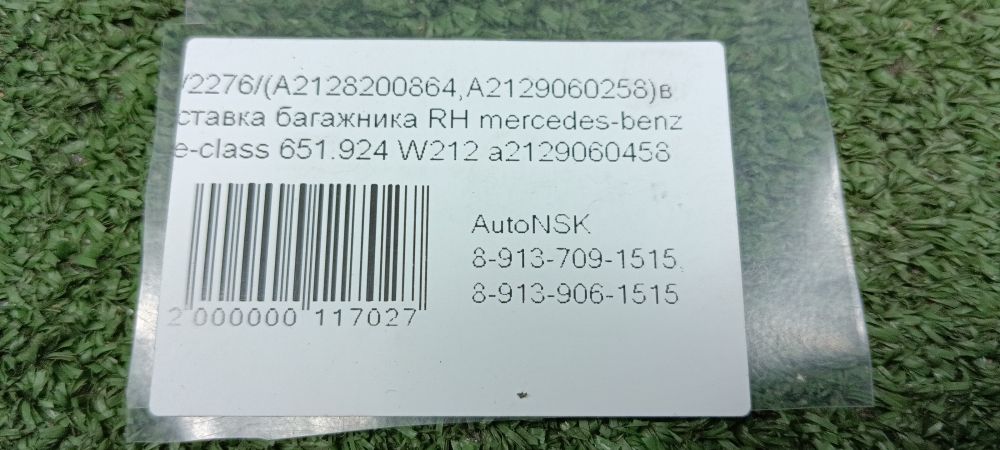 /2276/(A2128200864,A2129060258)в
ставка багажника RH mercedes-benz
e-class 651.924 W212 a2129060458
AutoNSK
8-913-709-1515,
8-913-906-1515
2 000000 117027